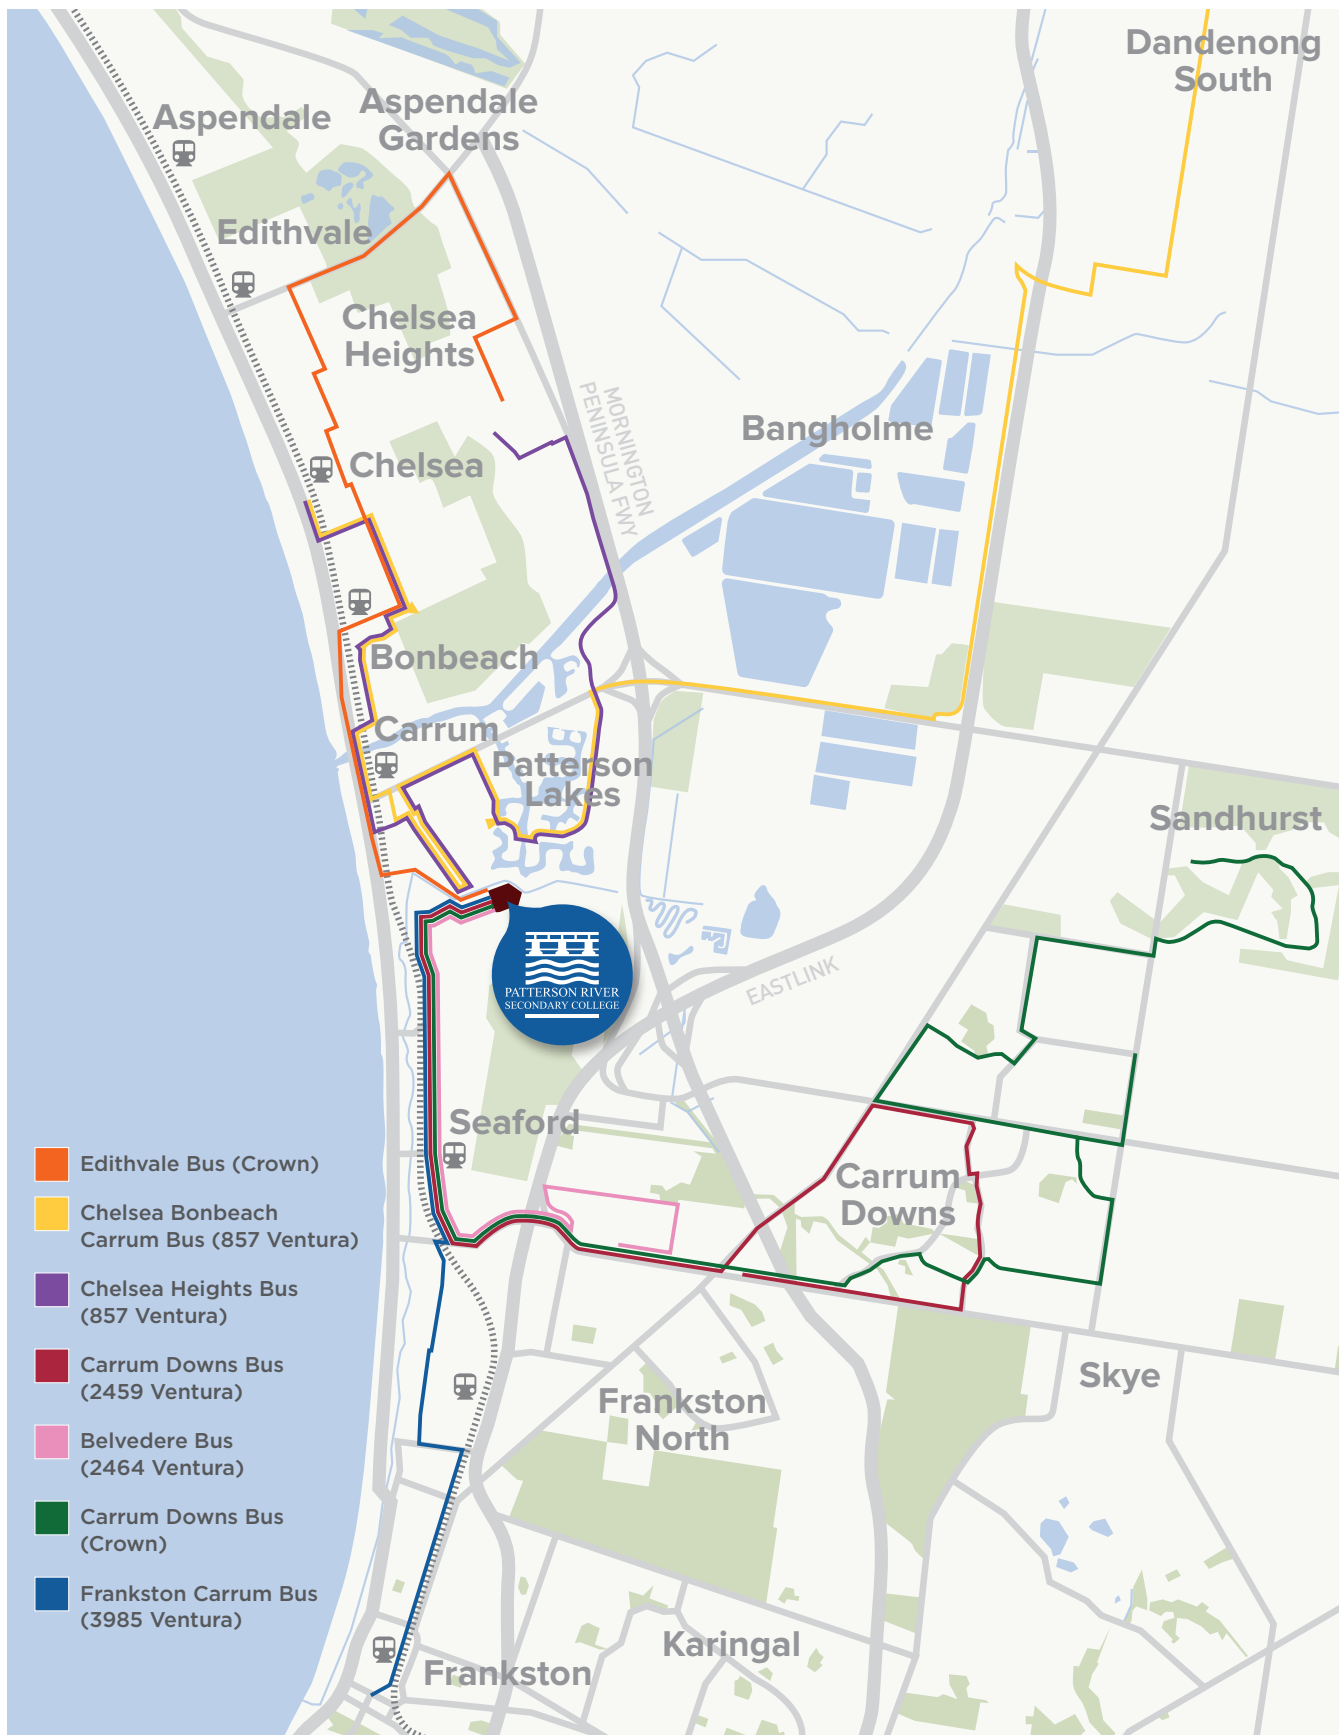 Dandenong
South
Aspendale
Gardens
Aspendale
Edithvale
Chelsea
Heights
MORNINGTON
PENINSULA FWY
Bangholme
Chelsea
Bonbeach
Carrum
Patterson
Lakes
Sandhurst
PATTERSON RIVER
SECONDARY COLLEGE
EASTLINK
Seaford
Carrum
Downs
Skye
Frankston
North
Karingal
Frankston
Edithvale Bus (Crown)
Chelsea Bonbeach
Carrum Bus (857 Ventura)
Chelsea Heights Bus
(857 Ventura)
Carrum Downs Bus
(2459 Ventura)
Belvedere Bus
(2464 Ventura)
Carrum Downs Bus
(Crown)
Frankston Carrum Bus
(3985 Ventura)